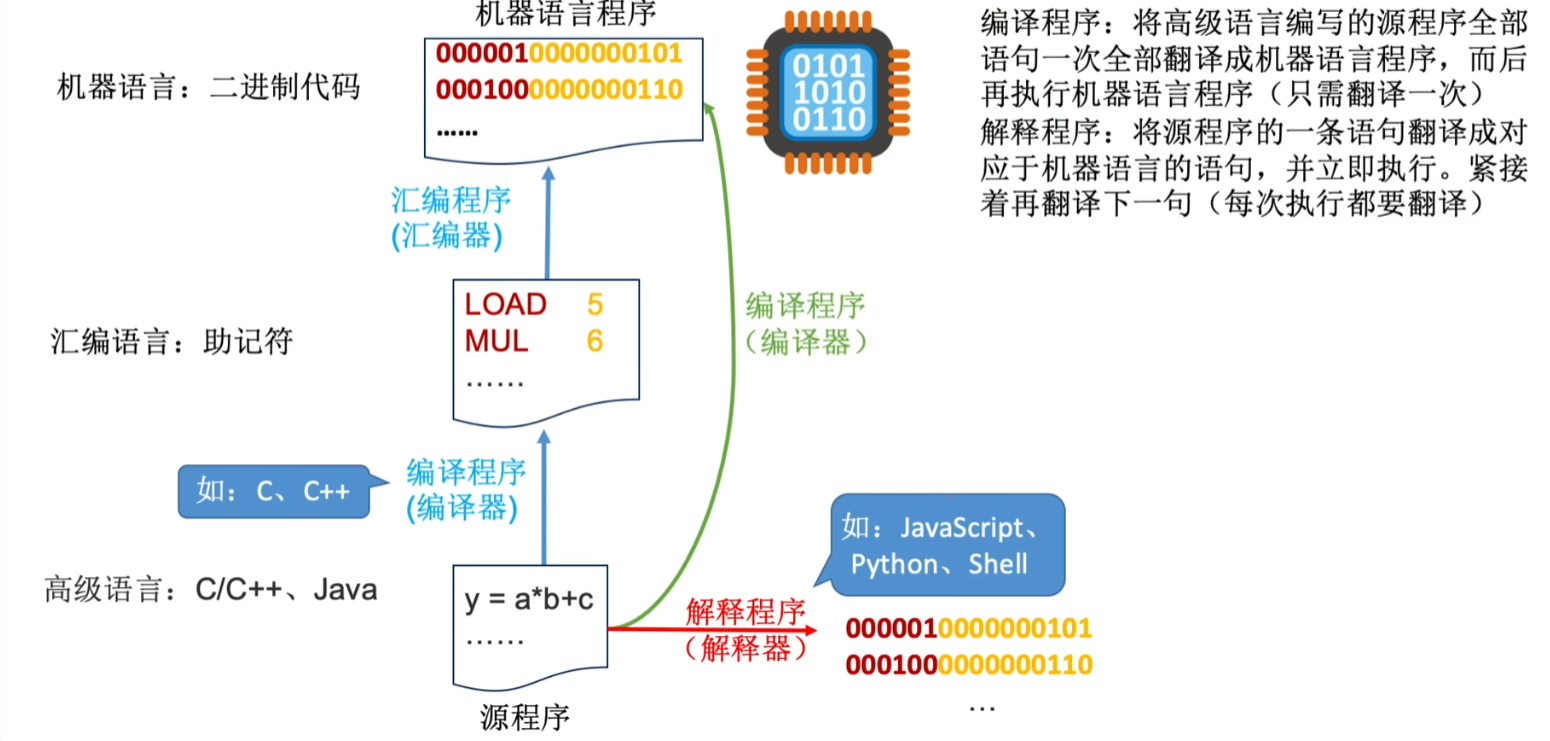 机器语言程序
机器语言：二进制代码
0000010000000101
0001000000000110
......
0101
1010
0110
编译程序：将高级语言编写的源程序全部
语句一次全部翻译成机器语言程序，而后
再执行机器语言程序（只需翻译一次）
解释程序：将源程序的一条语句翻译成对
应于机器语言的语句，并立即执行。紧接
着再翻译下一句（每次执行都要翻译）
汇编程序
(汇编器)
汇编语言：助记符
LOAD 5
MUL 6
......
编译程序
（编译器）
如：C、C++
编译程序
(编译器)
高级语言：C/C++、Java
y = a*b+c
......
源程序
解释程序
（解释器）
如：JavaScript、
Python、Shell
0000010000000101
0001000000000110
...